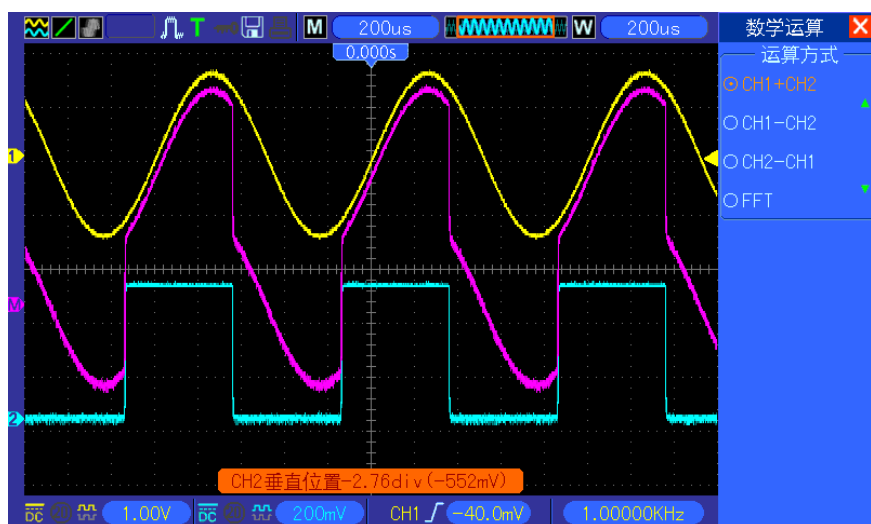 M 200us W 200us 数学运算
0.000s
运算方式
CH1+CH2
CH1-CH2
CH2-CH1
FFT
1
M
2
CH2垂直位置-2.76div(-552mV)
DC 1.00V DC 200mV CH1 -40.0mV 1.00000KHz